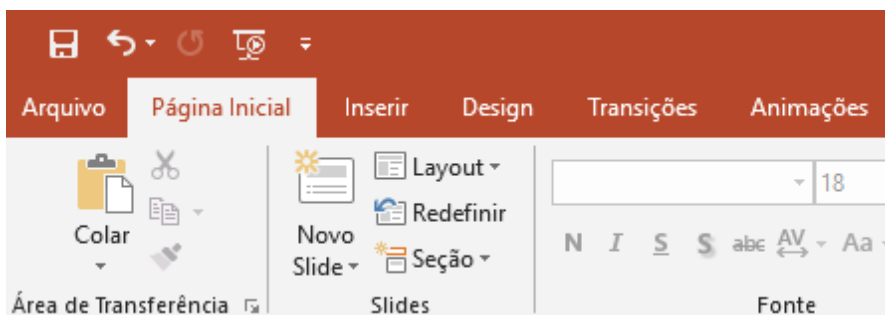 Arquivo Página Inicial Inserir Design Transições Animações
Colar
Novo Slide
Layout
Redefinir
Seção
18
N I S S abc AV Aa
Área de Transferência Slides Fonte